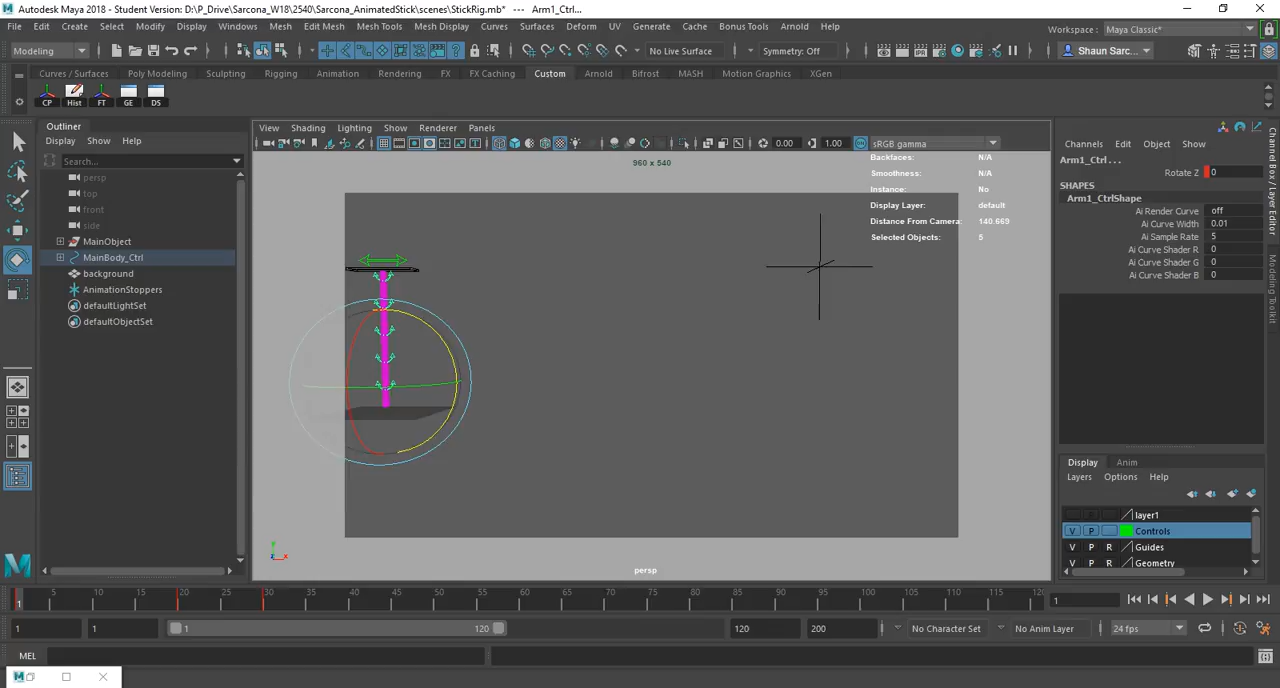 Autodesk Maya 2018 - Student Version: D:\P_Drive\Sarcona_W18\2540\Sarcona_AnimatedStick\scenes\StickRig.mb* --- Arm1_Ctrl...
File Edit Create Select Modify Display Windows Mesh Edit Mesh Mesh Tools Mesh Display Curves Surfaces Deform UV Generate Cache Bonus Tools Arnold Help
Workspace : Maya Classic*
Modeling No Live Surface Symmetry: Off Shaun Sarc...
Curves / Surfaces Poly Modeling Sculpting Rigging Animation Rendering FX FX Caching Custom Arnold Bifrost MASH Motion Graphics XGen
CP Hist FT GE DS
Outliner
Display Show Help
Search...
persp
top
front
side
MainObject
MainBody_Ctrl
background
AnimationStoppers
defaultLightSet
defaultObjectSet
View Shading Lighting Show Renderer Panels
0.00 1.00 sRGB gamma
960 x 540
Backfaces: N/A
Smoothness: N/A
Instance: No
Display Layer: default
Distance From Camera: 140.669
Selected Objects: 5
persp
Channels Edit Object Show
Arm1_Ctrl...
Rotate Z 0
SHAPES
Arm1_CtrlShape
Ai Render Curve off
Ai Curve Width 0.01
Ai Sample Rate 5
Ai Curve Shader R 0
Ai Curve Shader G 0
Ai Curve Shader B 0
Channel Box / Layer Editor
Modeling Toolkit
Display Anim
Layers Options Help
layer1
V P Controls
V P R Guides
V P R Geometry
1 5 10 15 20 25 30 35 40 45 50 55 60 65 70 75 80 85 90 95 100 105 110 115 12
1
1 1 1 120 120 200 No Character Set No Anim Layer 24 fps
MEL